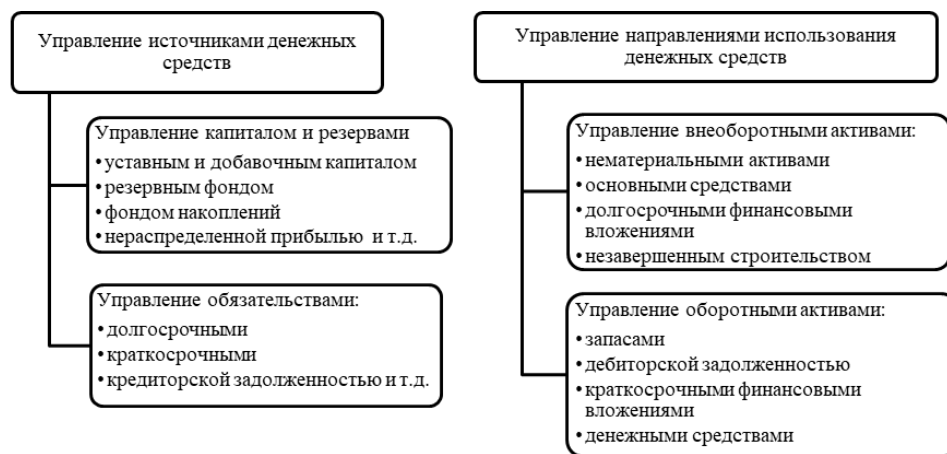 Управление источниками денежных
средств
Управление капиталом и резервами
• уставным и добавочным капиталом
• резервным фондом
• фондом накоплений
• нераспределенной прибылью и т.д.
Управление обязательствами:
• долгосрочными
• краткосрочными
• кредиторской задолженностью и т.д.
Управление направлениями использования
денежных средств
Управление внеоборотными активами:
• нематериальными активами
• основными средствами
• долгосрочными финансовыми
вложениями
• незавершенным строительством
Управление оборотными активами:
• запасами
• дебиторской задолженностью
• краткосрочными финансовыми
вложениями
• денежными средствами